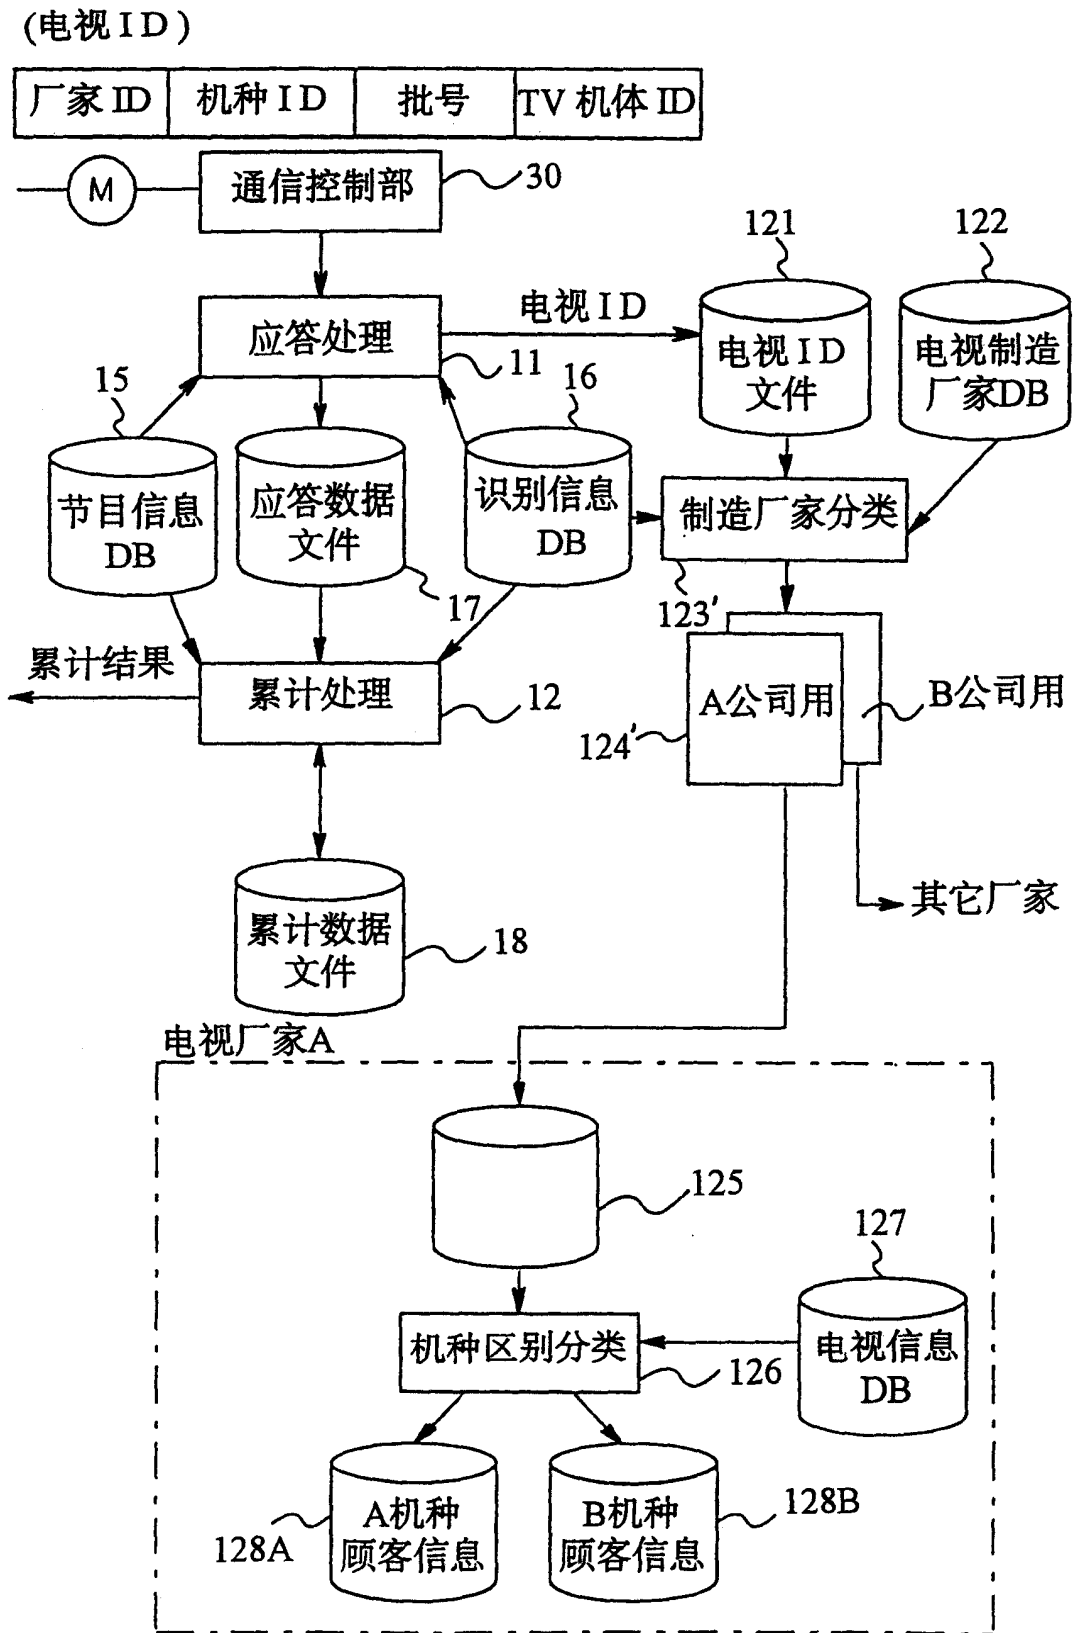 (电视ID)
厂家ID 机种ID 批号 TV机体ID
M
通信控制部
30
121
122
应答处理
11
电视ID
电视ID
文件
电视制造
厂家DB
15
16
节目信息
DB
应答数据
文件
17
识别信息
DB
制造厂家分类
123'
累计结果
累计处理
12
A公司用
B公司用
124'
其它厂家
累计数据
文件
18
电视厂家A
125
127
机种区别分类
126
电视信息
DB
A机种
顾客信息
128A
B机种
顾客信息
128B